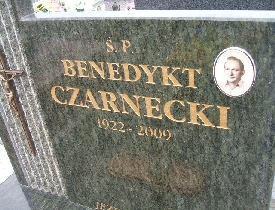 Ś. P.
BENEDYKT
CZARNECKI
1922 - 2009